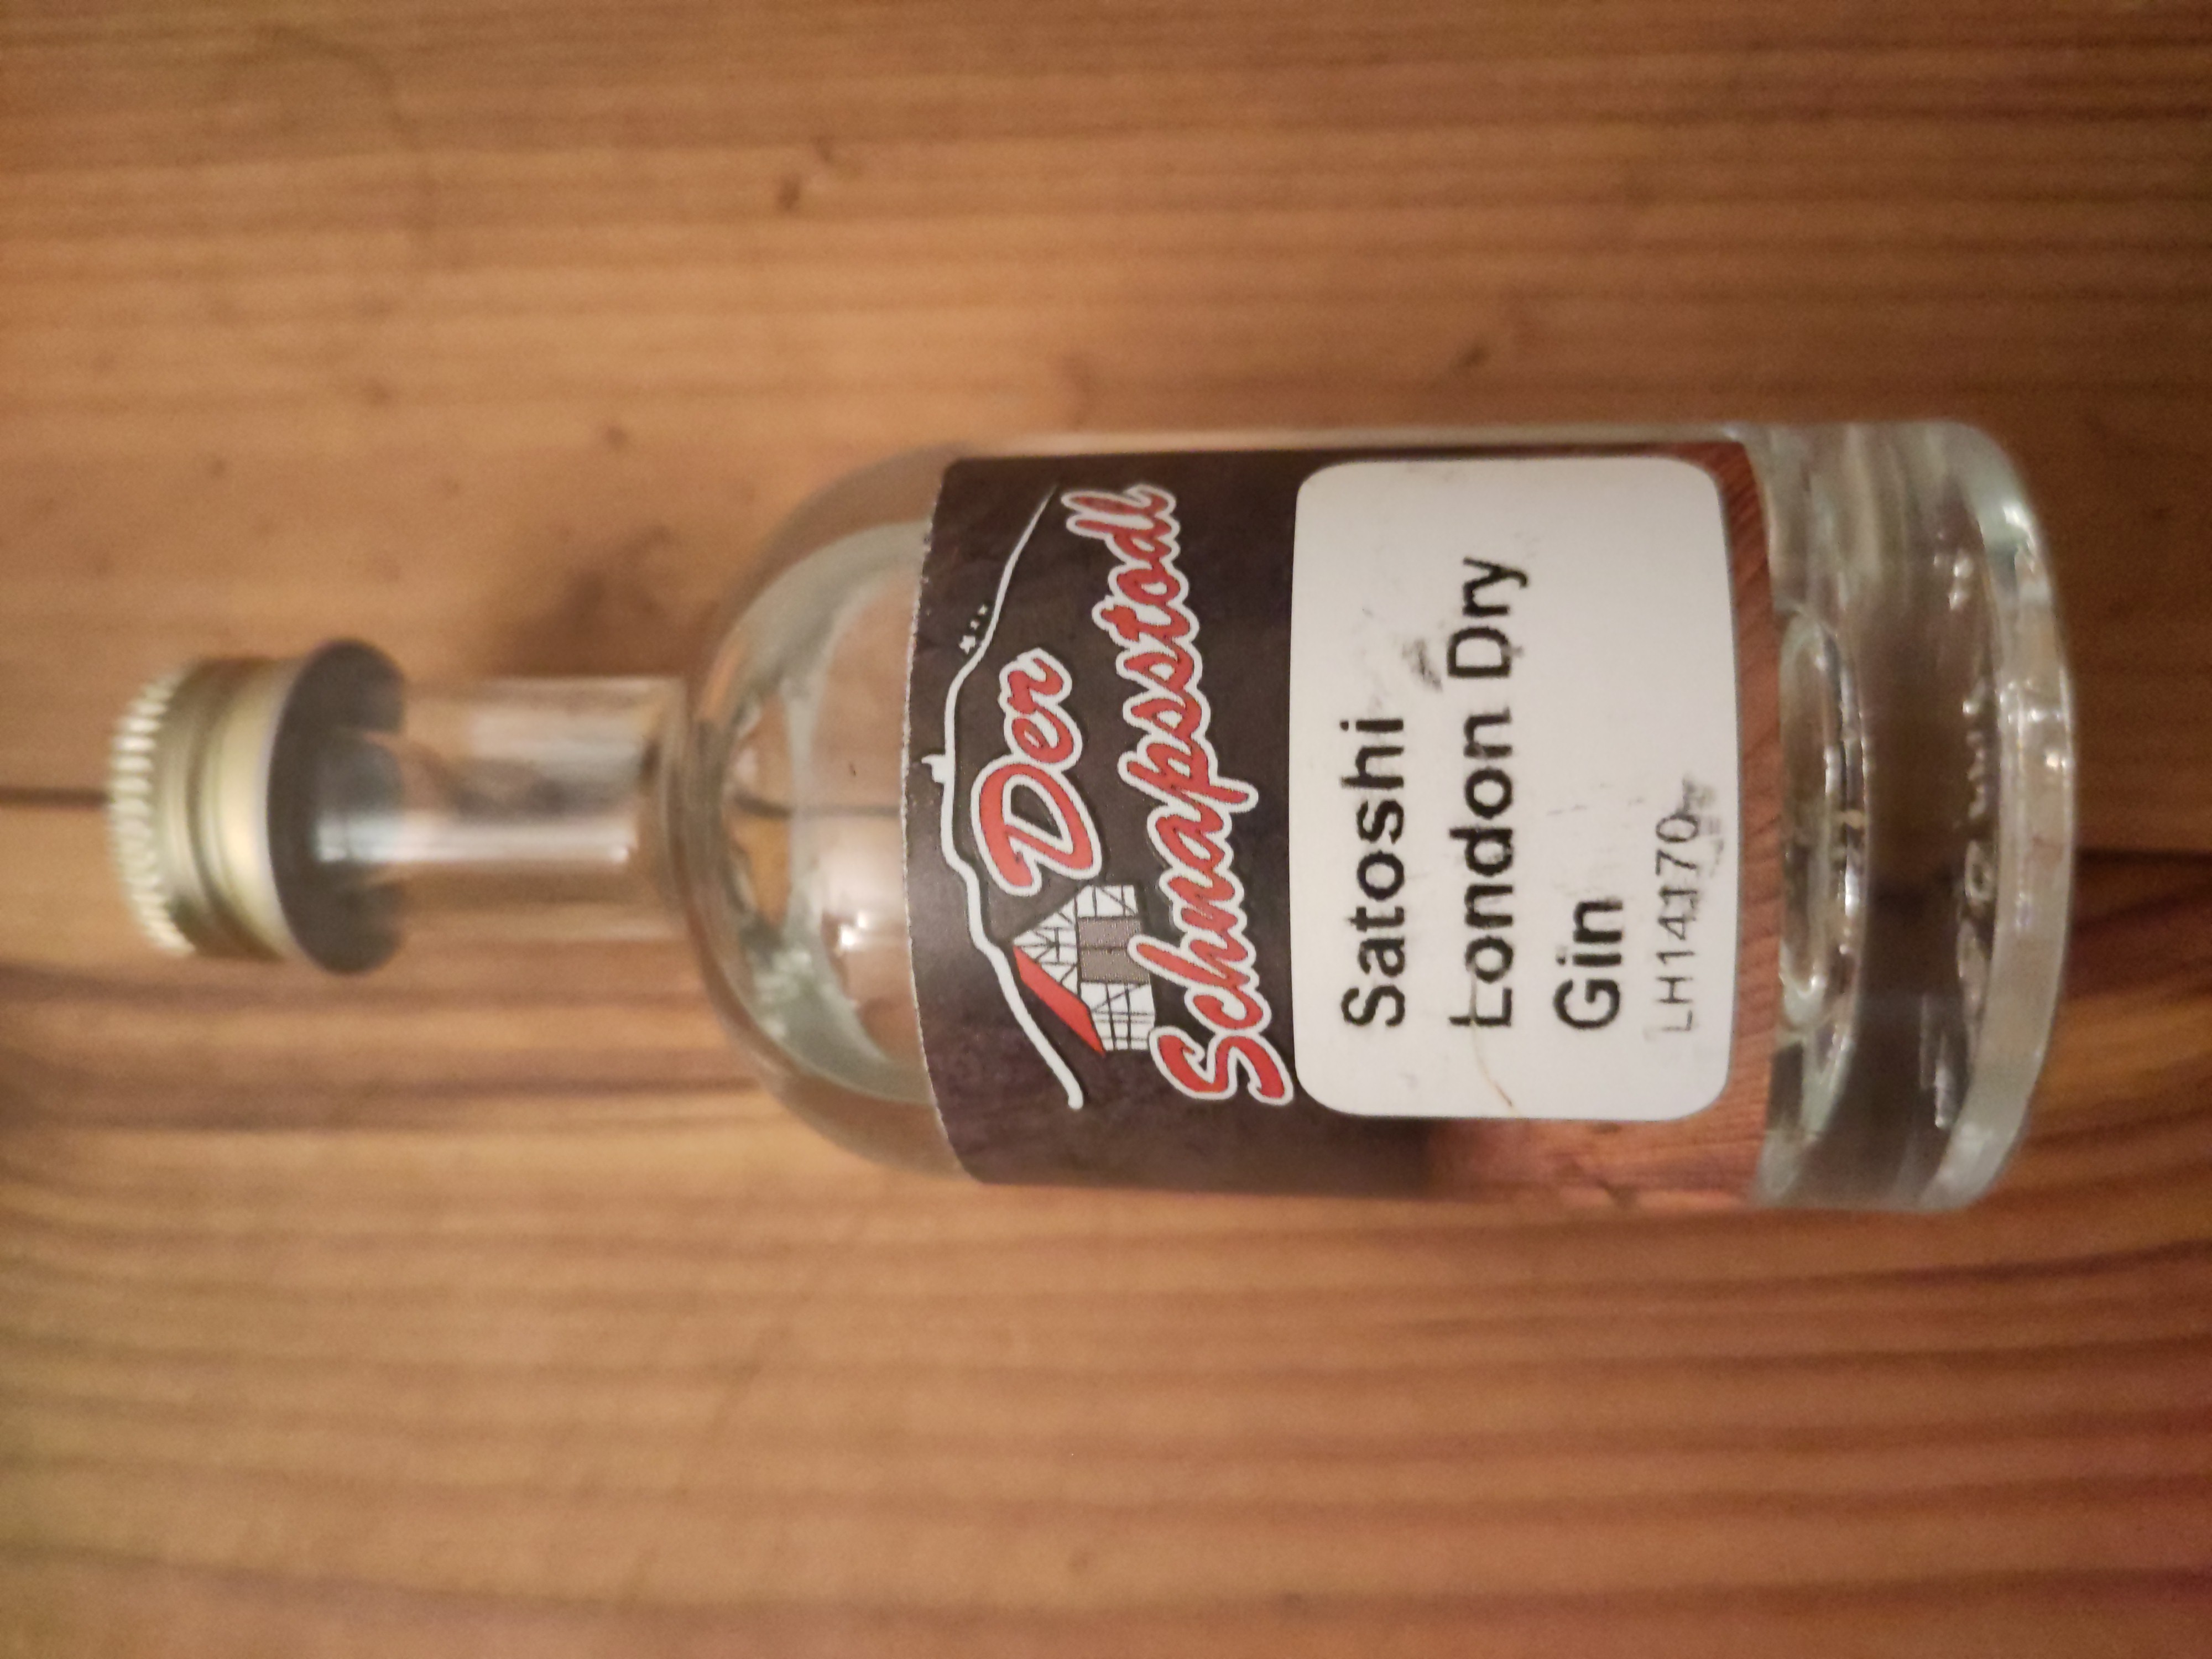 Der
Schnapsstodl
Satoshi
London Dry
Gin
LH14170